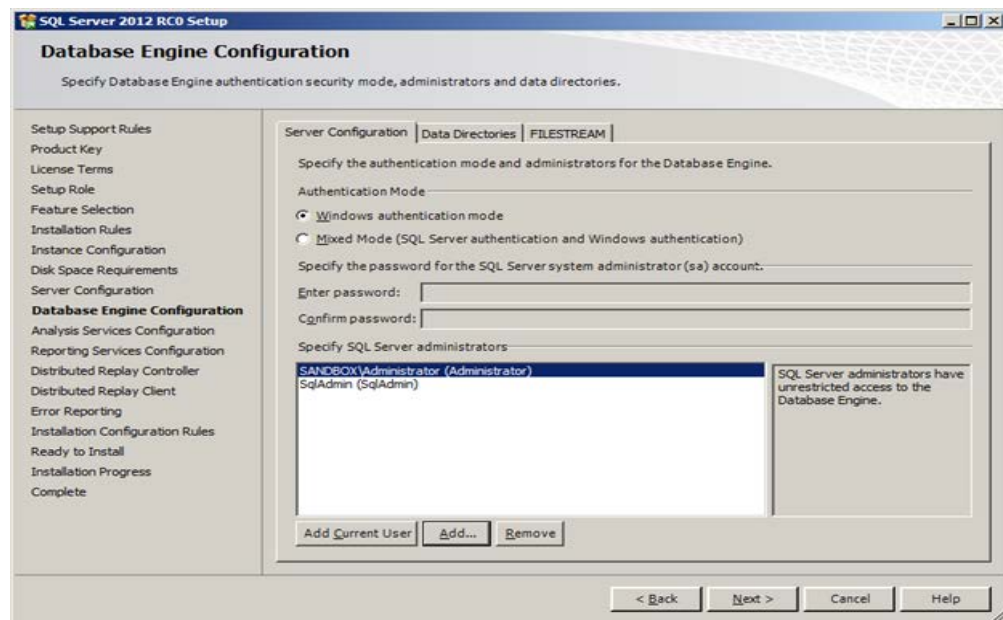 SQL Server 2012 RC0 Setup
Database Engine Configuration
Specify Database Engine authentication security mode, administrators and data directories.
Setup Support Rules
Product Key
License Terms
Setup Role
Feature Selection
Installation Rules
Instance Configuration
Disk Space Requirements
Server Configuration
Database Engine Configuration
Analysis Services Configuration
Reporting Services Configuration
Distributed Replay Controller
Distributed Replay Client
Error Reporting
Installation Configuration Rules
Ready to Install
Installation Progress
Complete
Server Configuration Data Directories FILESTREAM
Specify the authentication mode and administrators for the Database Engine.
Authentication Mode
Windows authentication mode
Mixed Mode (SQL Server authentication and Windows authentication)
Specify the password for the SQL Server system administrator (sa) account.
Enter password:
Confirm password:
Specify SQL Server administrators
SANDBOX\Administrator (Administrator)
SqlAdmin (SqlAdmin)
SQL Server administrators have
unrestricted access to the
Database Engine.
Add Current User Add... Remove
< Back Next > Cancel Help